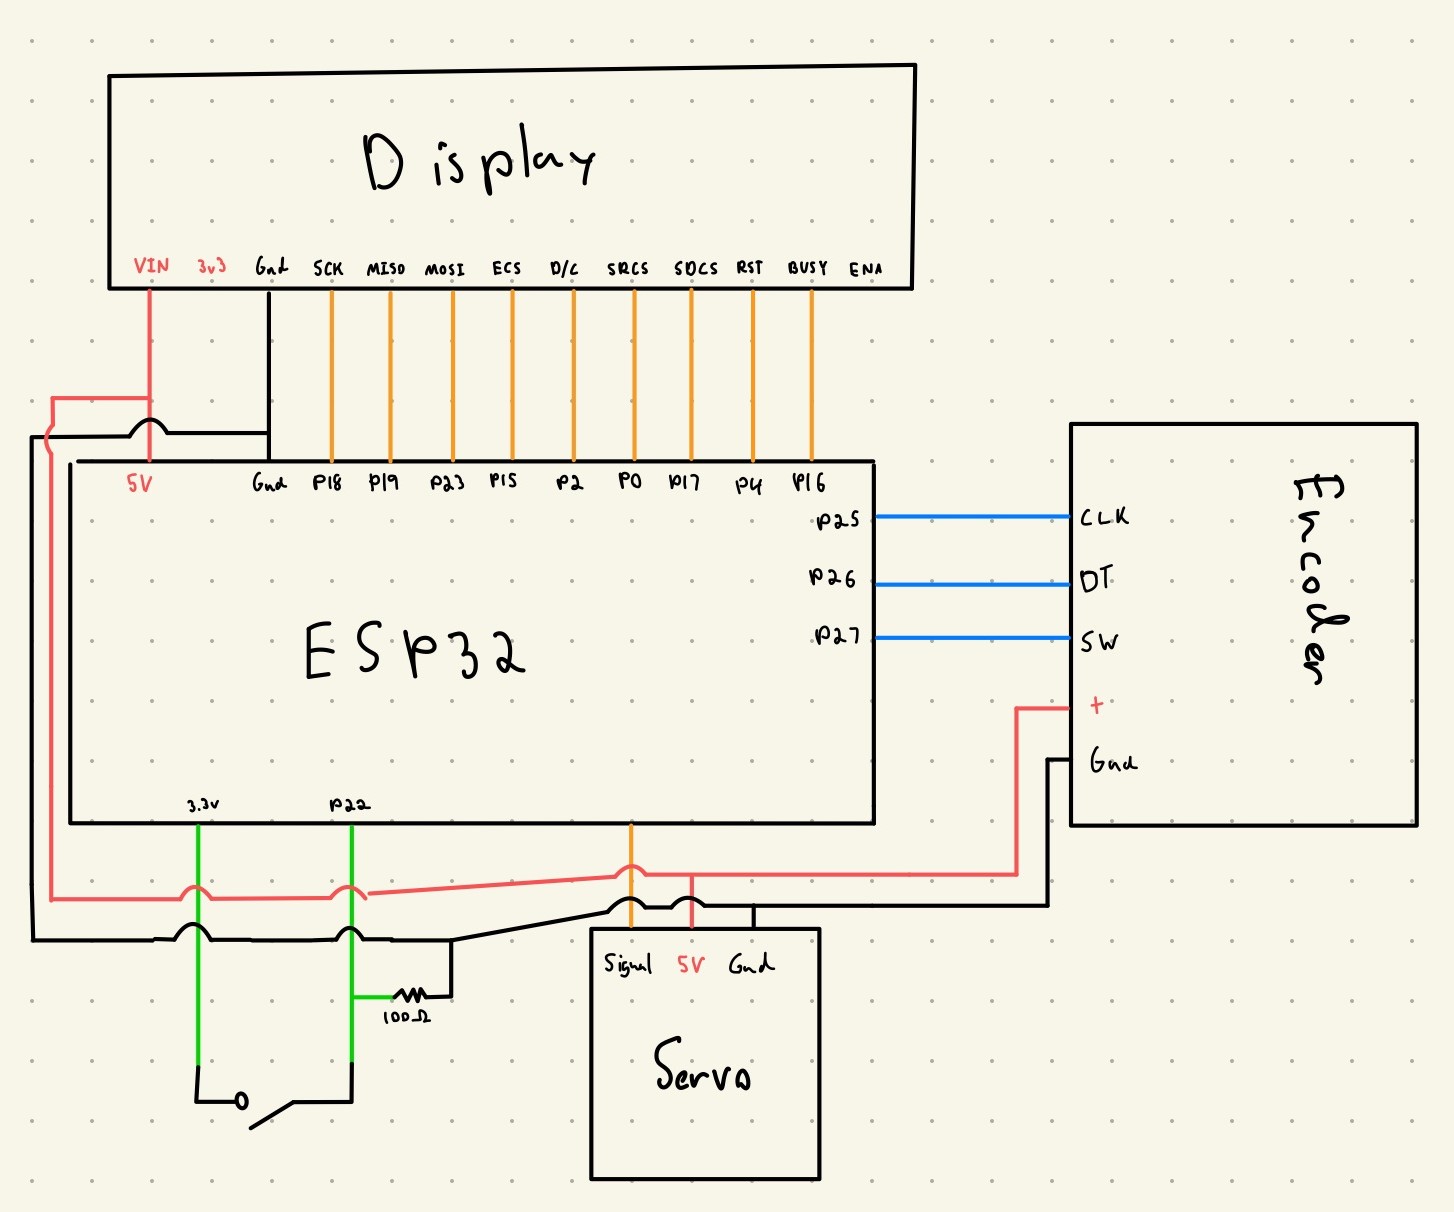 Display
VIN 3v3 Gnd SCK MISO MOSI ECS D/C SRCS SDCS RST BUSY ENA
5V Gnd P18 P19 P23 P15 P2 P0 P17 P4 P16
P25 CLK
P26 DT
P27 SW
+
Gnd
Encoder
ESP32
3.3v P22
Signal 5V Gnd
100Ω
Servo